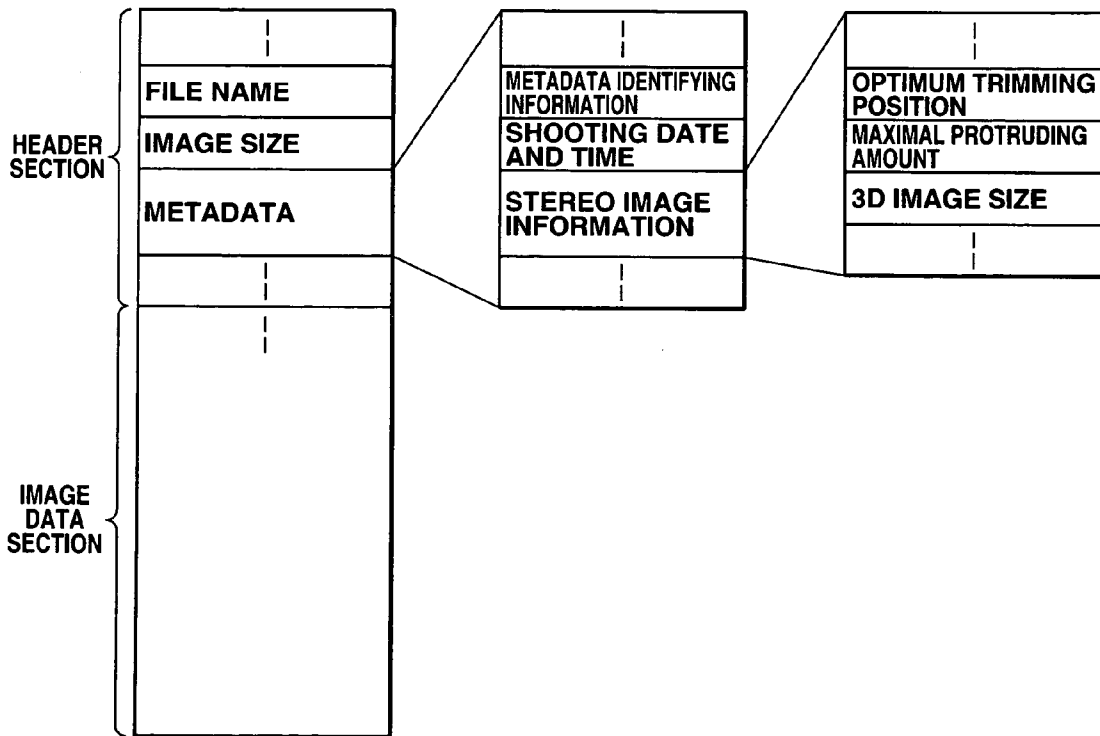 HEADER
SECTION
FILE NAME
IMAGE SIZE
METADATA
IMAGE
DATA
SECTION
METADATA IDENTIFYING
INFORMATION
SHOOTING DATE
AND TIME
STEREO IMAGE
INFORMATION
OPTIMUM TRIMMING
POSITION
MAXIMAL PROTRUDING
AMOUNT
3D IMAGE SIZE